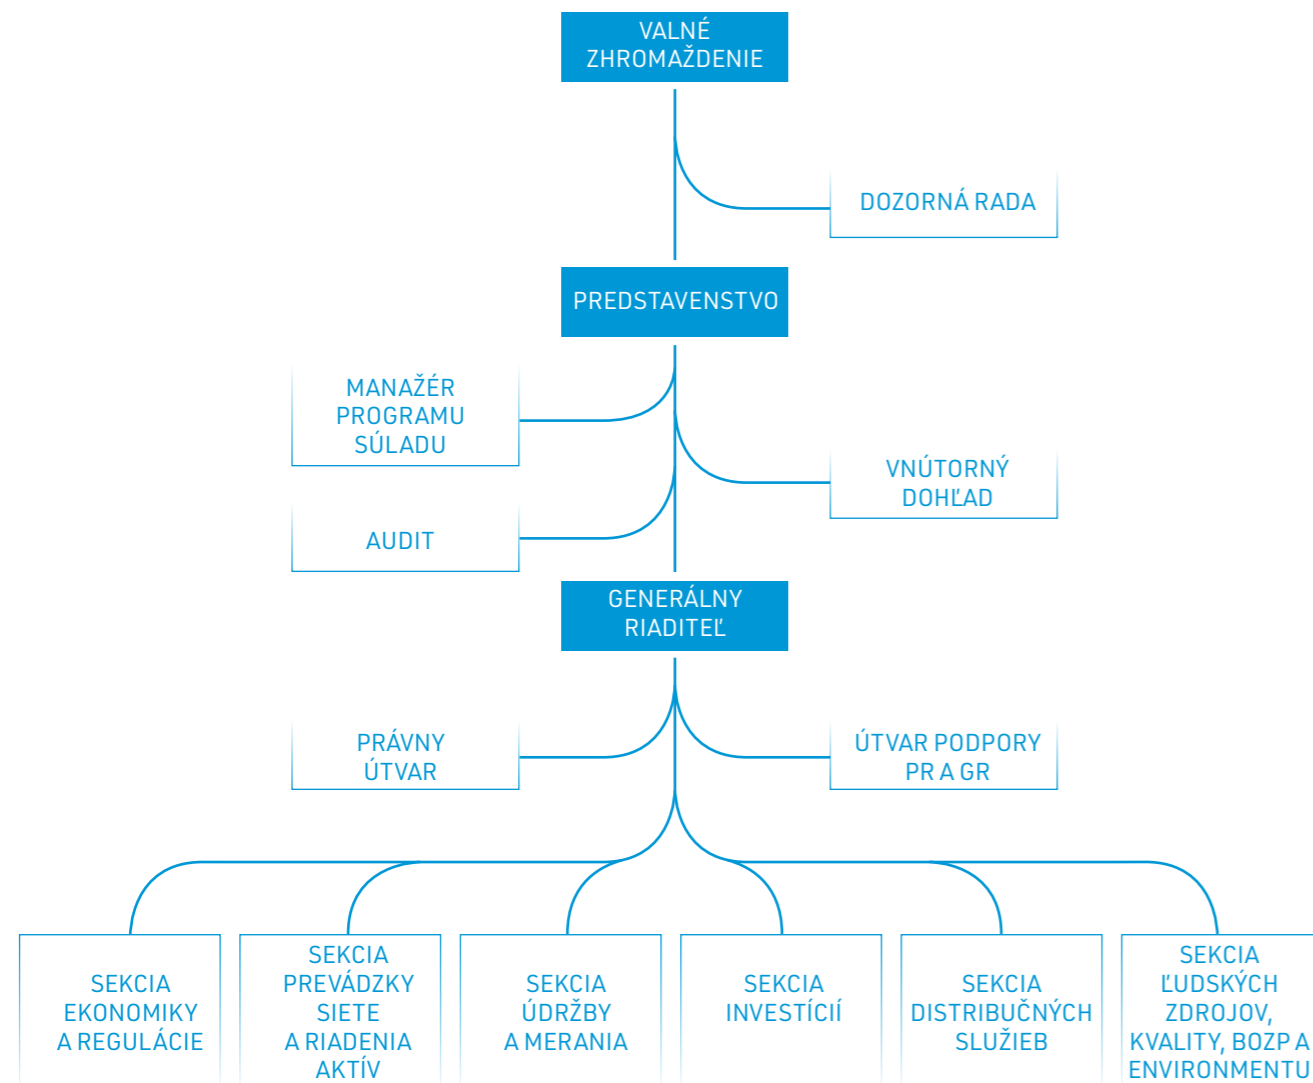 VALNÉ
ZHROMAŽDENIE
DOZORNÁ RADA
PREDSTAVENSTVO
MANAŽÉR
PROGRAMU
SÚLADU
VNÚTORNÝ
DOHĽAD
AUDIT
GENERÁLNY
RIADITEĽ
PRÁVNY
ÚTVAR
ÚTVAR PODPORY
PR A GR
SEKCIA
EKONOMIKY
A REGULÁCIE
SEKCIA
PREVÁDZKY
SIETE
A RIADENIA
AKTÍV
SEKCIA
ÚDRŽBY
A MERANIA
SEKCIA
INVESTÍCIÍ
SEKCIA
DISTRIBUČNÝCH
SLUŽIEB
SEKCIA
ĽUDSKÝCH
ZDROJOV,
KVALITY, BOZP A
ENVIRONMENTU